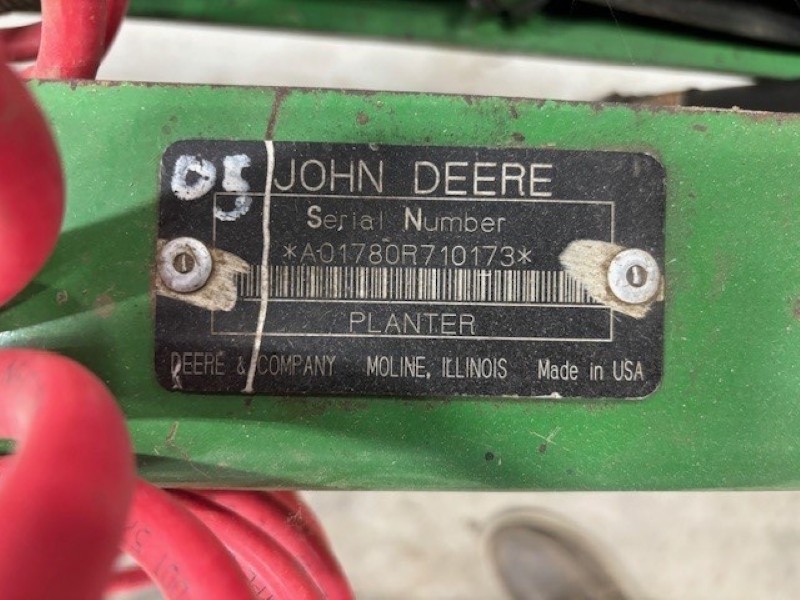 05 JOHN DEERE
Serial Number
*A01780R710173*
PLANTER
DEERE & COMPANY MOLINE, ILLINOIS Made in USA